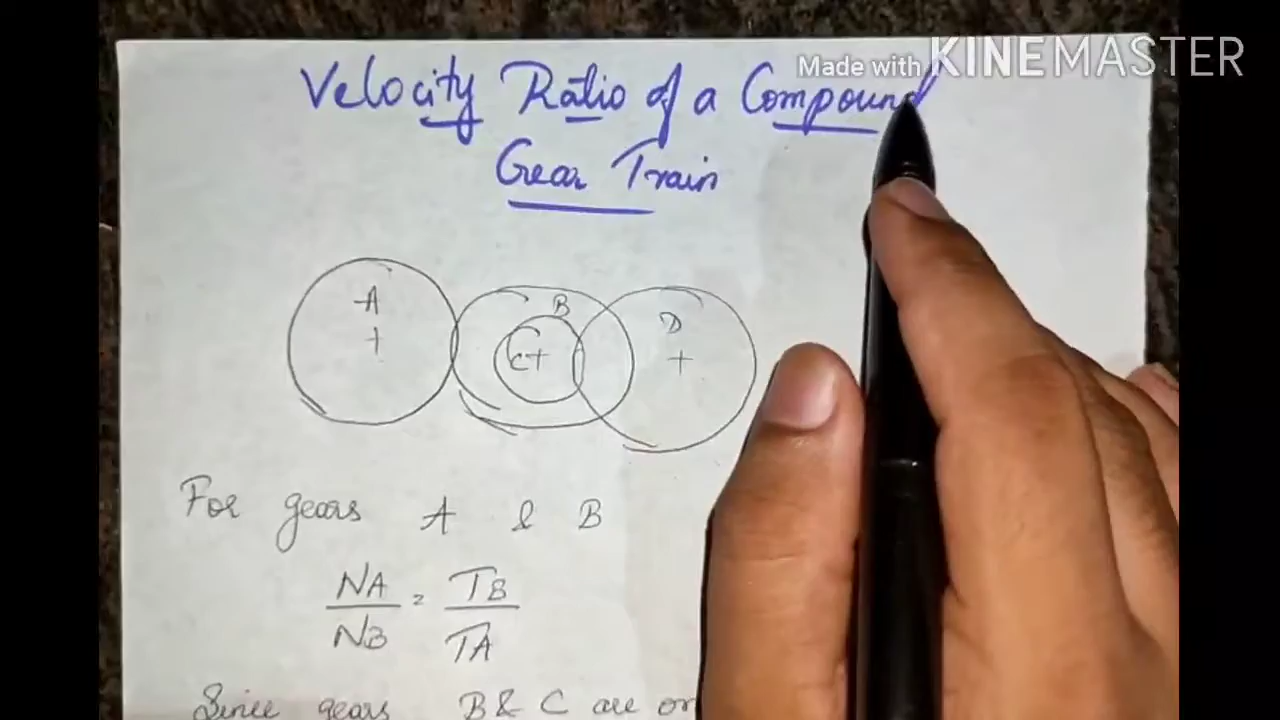 Made with KINEMASTER
Velocity Ratio of a Compound
Gear Train
A
B
C
D
For gears A & B
NA = TB
NB TA
Since gears B & C are on